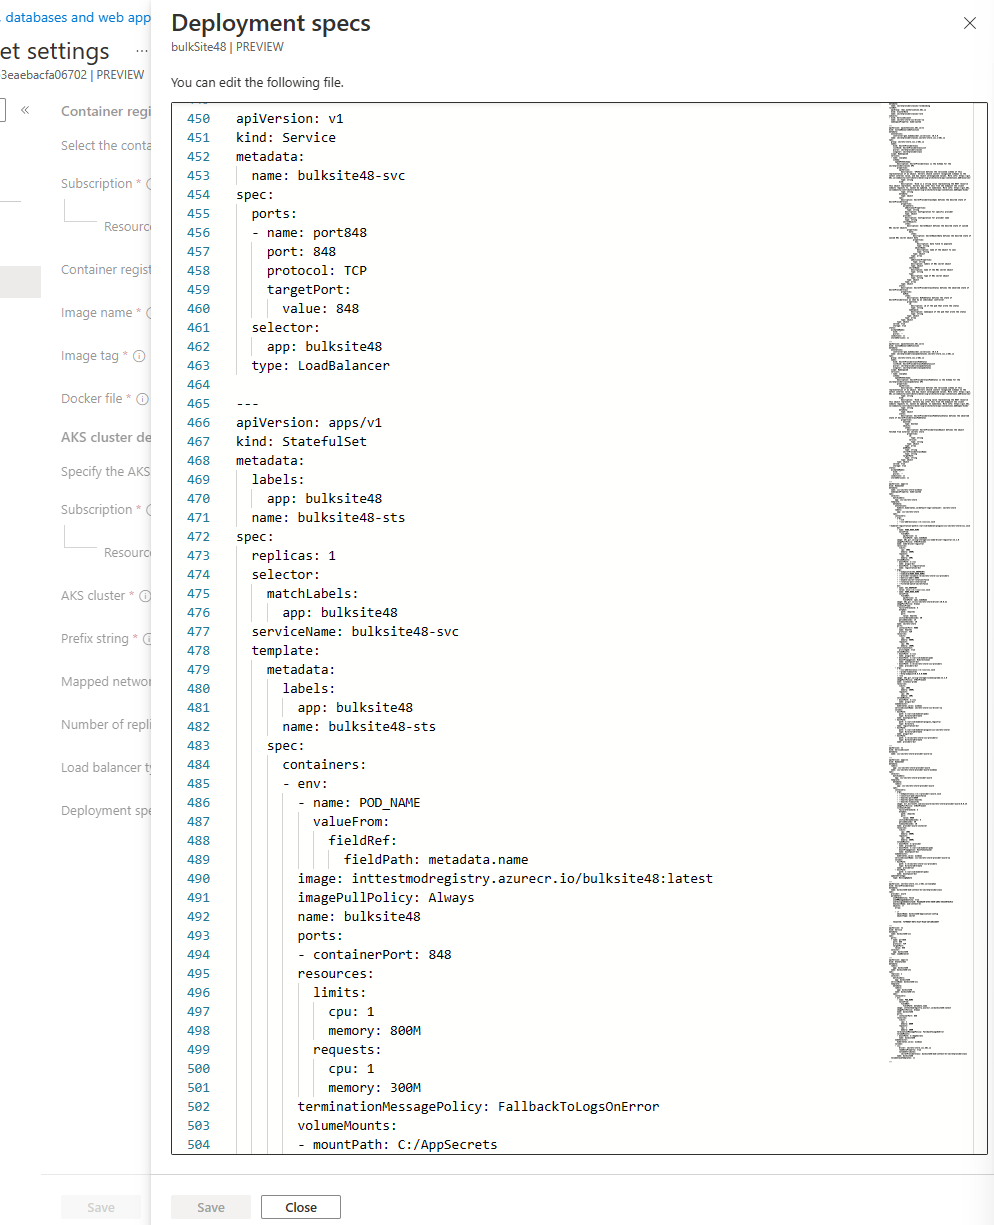 , databases and web app
et settings ...
3eaebacfa06702 | PREVIEW
«
Container regi
Select the conta
Subscription *
Resourc
Container regist
Image name *
Image tag *
Docker file *
AKS cluster de
Specify the AKS
Subscription *
Resourc
AKS cluster *
Prefix string *
Mapped networ
Number of repli
Load balancer ty
Deployment spe
Save
Deployment specs
bulkSite48 | PREVIEW
You can edit the following file.
450 apiVersion: v1
451 kind: Service
452 metadata:
453 name: bulksite48-svc
454 spec:
455 ports:
456 - name: port848
457 port: 848
458 protocol: TCP
459 targetPort:
460 value: 848
461 selector:
462 app: bulksite48
463 type: LoadBalancer
464
465 ---
466 apiVersion: apps/v1
467 kind: StatefulSet
468 metadata:
469 labels:
470 app: bulksite48
471 name: bulksite48-sts
472 spec:
473 replicas: 1
474 selector:
475 matchLabels:
476 app: bulksite48
477 serviceName: bulksite48-svc
478 template:
479 metadata:
480 labels:
481 app: bulksite48
482 name: bulksite48-sts
483 spec:
484 containers:
485 - env:
486 - name: POD_NAME
487 valueFrom:
488 fieldRef:
489 fieldPath: metadata.name
490 image: inttestmodregistry.azurecr.io/bulksite48:latest
491 imagePullPolicy: Always
492 name: bulksite48
493 ports:
494 - containerPort: 848
495 resources:
496 limits:
497 cpu: 1
498 memory: 800M
499 requests:
500 cpu: 1
501 memory: 300M
502 terminationMessagePolicy: FallbackToLogsOnError
503 volumeMounts:
504 - mountPath: C:/AppSecrets
Save
Close